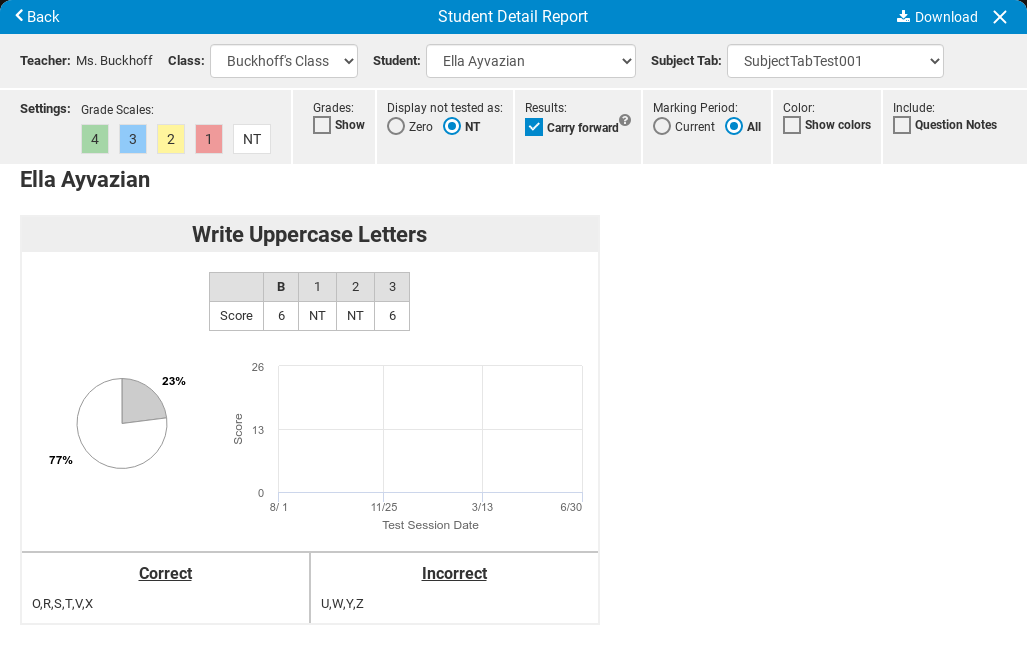 Back Student Detail Report Download
Teacher: Ms. Buckhoff Class: Buckhoff's Class Student: Ella Ayvazian Subject Tab: SubjectTabTest001
Settings: Grade Scales:
4 3 2 1 NT
Grades:
Show
Display not tested as:
Zero NT
Results:
Carry forward ?
Marking Period:
Current All
Color:
Show colors
Include:
Question Notes
Ella Ayvazian
Write Uppercase Letters
B 1 2 3
Score 6 NT NT 6
23%
77%
26
13
0
Score
8/ 1 11/25 3/13 6/30
Test Session Date
Correct
O,R,S,T,V,X
Incorrect
U,W,Y,Z